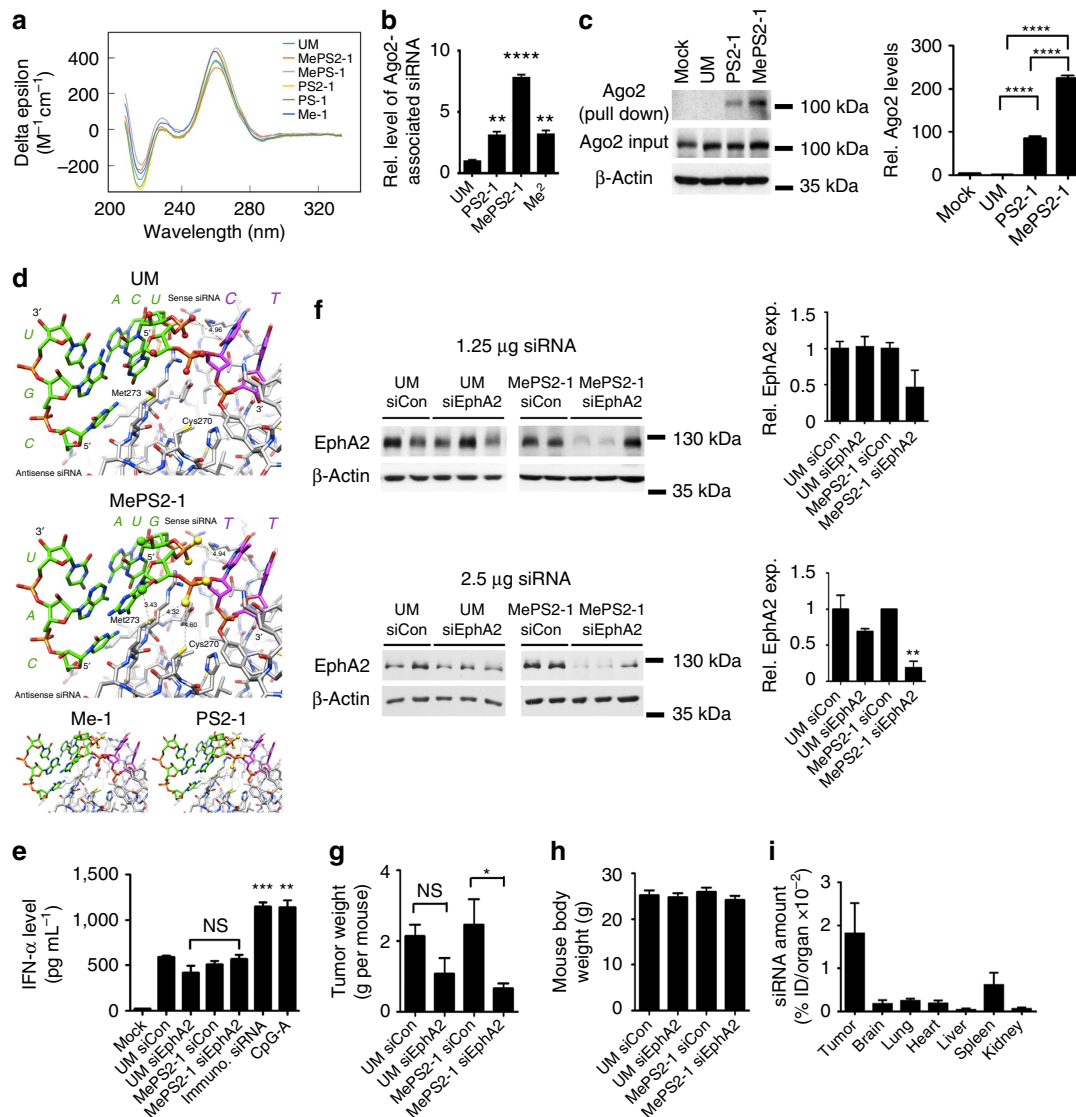 a
Delta epsilon
(M−1 cm−1)
400
200
0
−200
200
240
280
320
Wavelength (nm)
UM
MePS2-1
MePS-1
PS2-1
PS-1
Me-1
b
Rel. level of Ago2-
associated siRNA
10
5
0
**
****
**
UM
PS2-1
MePS2-1
Me2
c
Mock
UM
PS2-1
MePS2-1
Ago2
(pull down)
100 kDa
Ago2 input
100 kDa
β-Actin
35 kDa
Rel. Ago2 levels
300
200
100
0
****
****
****
Mock
UM
PS2-1
MePS2-1
d
UM
A C U
Sense siRNA
C T
3′
5′
4.96
U
G
C
Met273
Cys270
3′
5′
Antisense siRNA
MePS2-1
A U G
Sense siRNA
T T
3′
5′
4.94
U
A
C
3.43
4.32
4.60
Met273
Cys270
3′
5′
Antisense siRNA
Me-1
PS2-1
f
1.25 μg siRNA
UM
siCon
UM
siEphA2
MePS2-1
siCon
MePS2-1
siEphA2
EphA2
130 kDa
β-Actin
35 kDa
Rel. EphA2 exp.
1.5
1
0.5
0
UM siCon
UM siEphA2
MePS2-1 siCon
MePS2-1 siEphA2
2.5 μg siRNA
UM
siCon
UM
siEphA2
MePS2-1
siCon
MePS2-1
siEphA2
EphA2
130 kDa
β-Actin
35 kDa
Rel. EphA2 exp.
1.5
1
0.5
0
**
UM siCon
UM siEphA2
MePS2-1 siCon
MePS2-1 siEphA2
e
IFN-α level
(pg mL−1)
1,500
1,000
500
0
NS
***
**
Mock
UM siCon
UM siEphA2
MePS2-1 siCon
MePS2-1 siEphA2
Immuno. siRNA
CpG-A
g
Tumor weight
(g per mouse)
4
2
0
NS
*
UM siCon
UM siEphA2
MePS2-1 siCon
MePS2-1 siEphA2
h
Mouse body
weight (g)
30
20
10
0
UM siCon
UM siEphA2
MePS2-1 siCon
MePS2-1 siEphA2
i
siRNA amount
(% ID/organ ×10−2)
3
2
1
0
Tumor
Brain
Lung
Heart
Liver
Spleen
Kidney